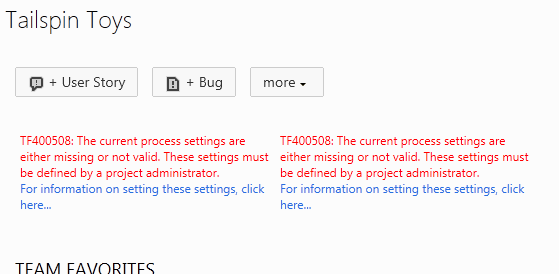 Tailspin Toys
+ User Story + Bug more
TF400508: The current process settings are
either missing or not valid. These settings must
be defined by a project administrator.
For information on setting these settings, click
here...
TF400508: The current process settings are
either missing or not valid. These settings must
be defined by a project administrator.
For information on setting these settings, click
here...
TEAM FAVORITES